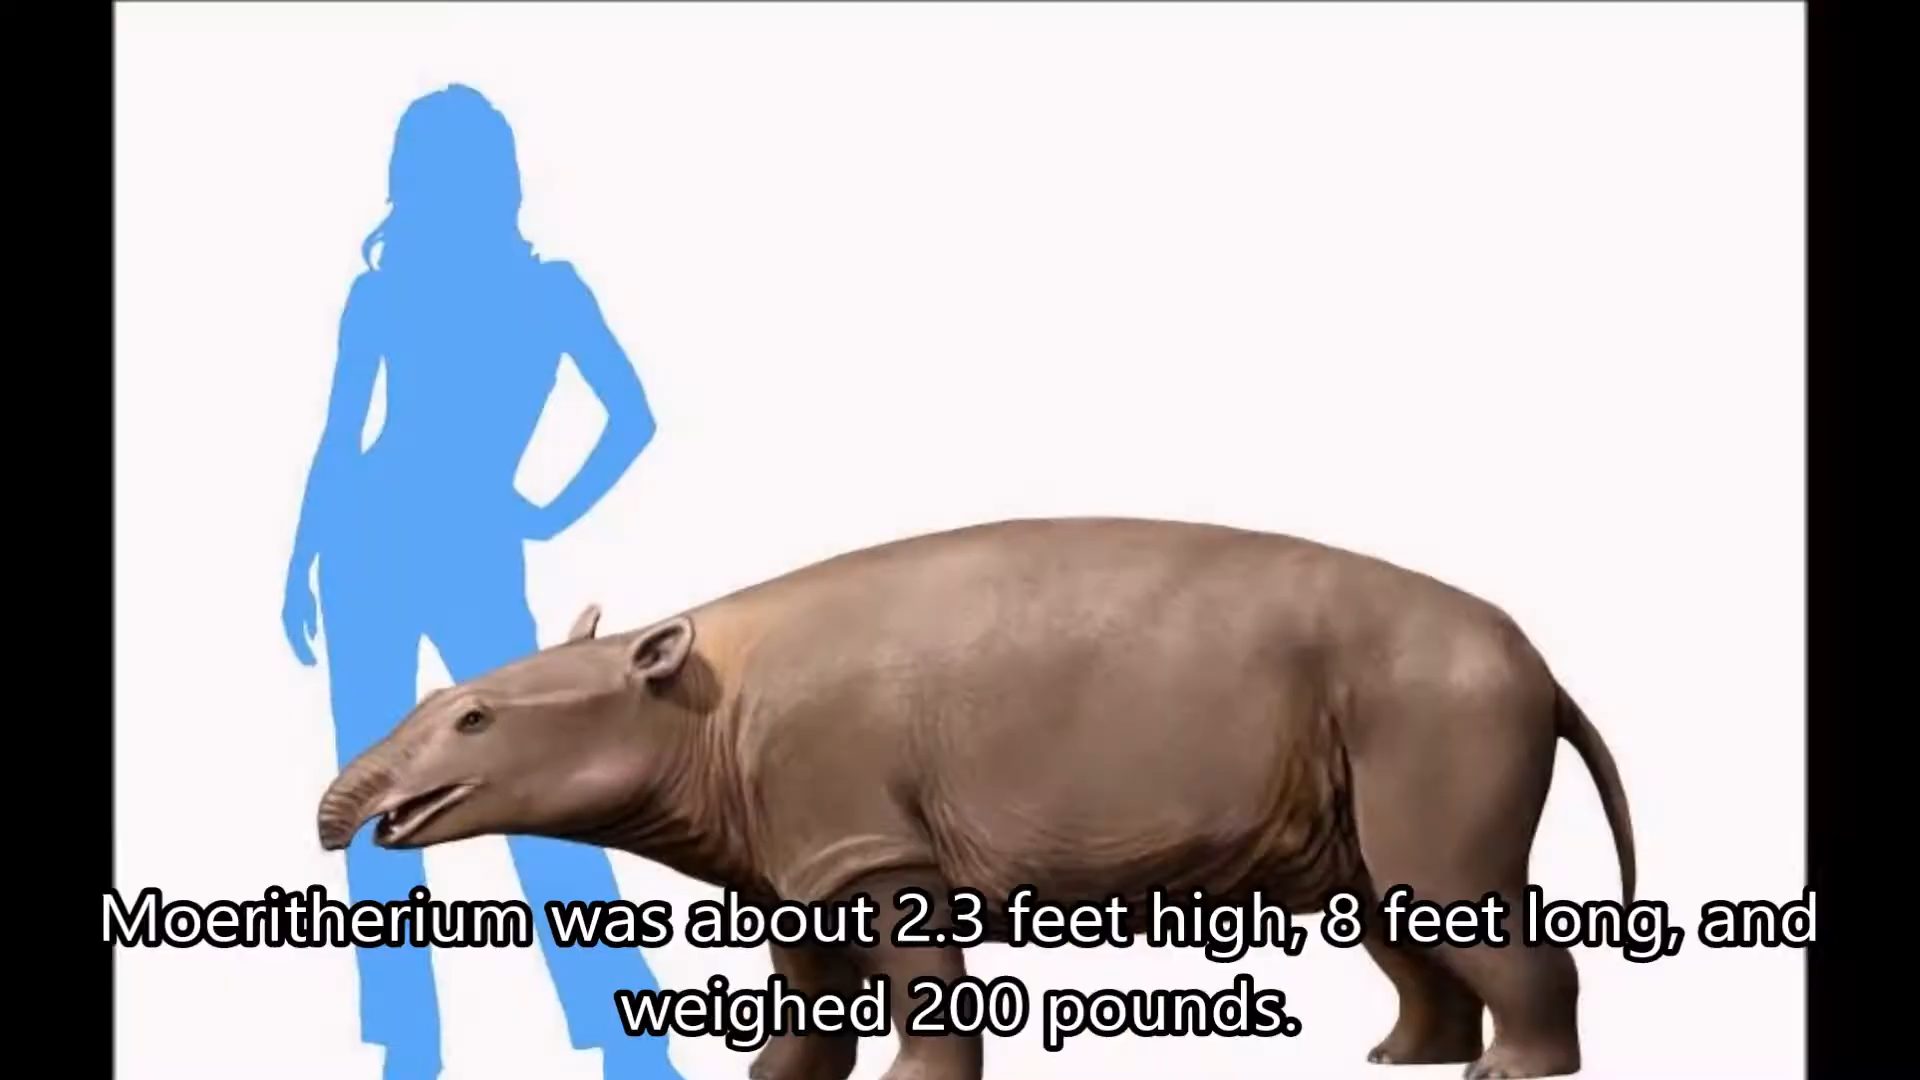 Moeritherium was about 2.3 feet high, 8 feet long, and
weighed 200 pounds.